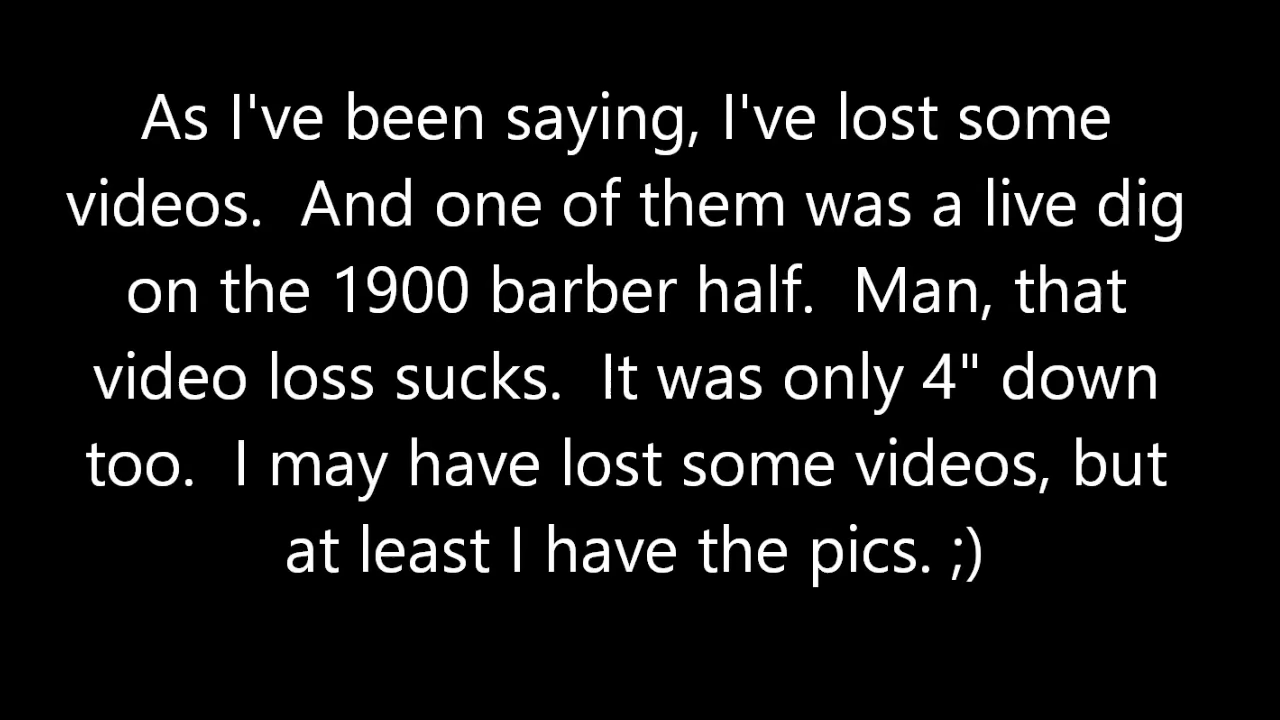 As I've been saying, I've lost some
videos.  And one of them was a live dig
on the 1900 barber half.  Man, that
video loss sucks.  It was only 4" down
too.  I may have lost some videos, but
at least I have the pics. ;)